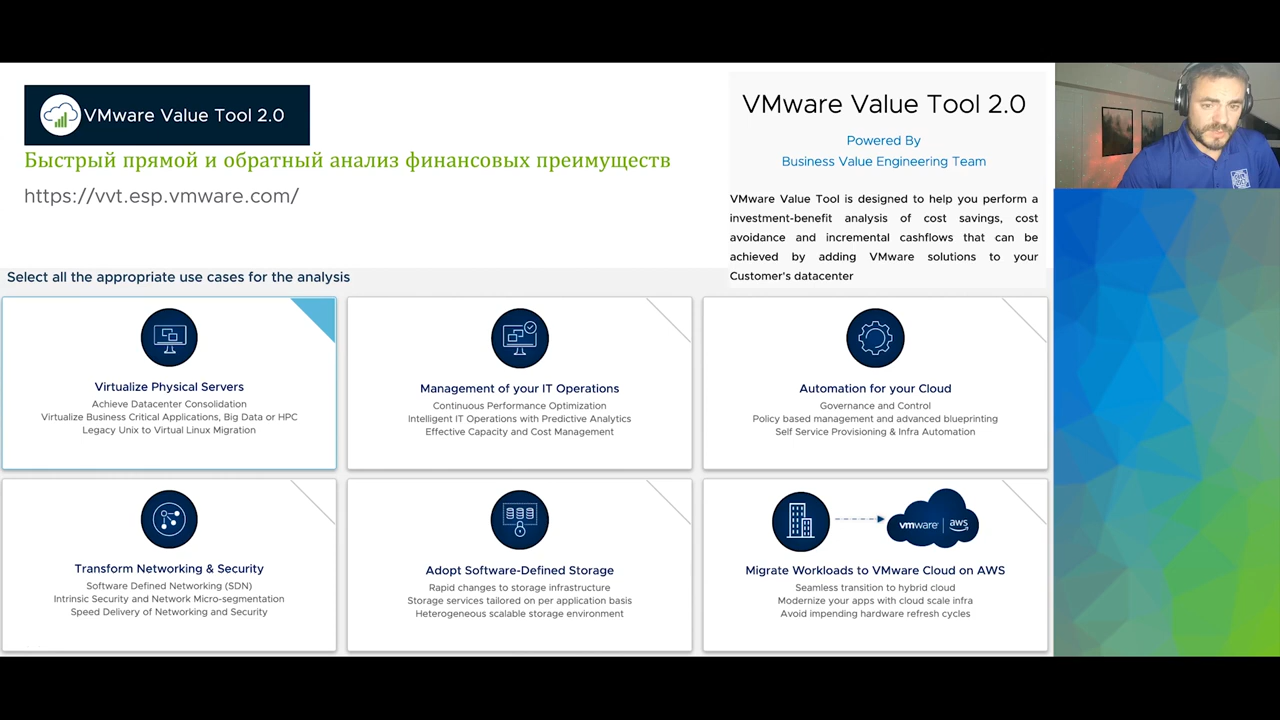 VMware Value Tool 2.0
Быстрый прямой и обратный анализ финансовых преимуществ
https://vvt.esp.vmware.com/
VMware Value Tool 2.0
Powered By
Business Value Engineering Team
VMware Value Tool is designed to help you perform a
investment-benefit analysis of cost savings, cost
avoidance and incremental cashflows that can be
achieved by adding VMware solutions to your
Customer's datacenter
Select all the appropriate use cases for the analysis
Virtualize Physical Servers
Achieve Datacenter Consolidation
Virtualize Business Critical Applications, Big Data or HPC
Legacy Unix to Virtual Linux Migration
Management of your IT Operations
Continuous Performance Optimization
Intelligent IT Operations with Predictive Analytics
Effective Capacity and Cost Management
Automation for your Cloud
Governance and Control
Policy based management and advanced blueprinting
Self Service Provisioning & Infra Automation
Transform Networking & Security
Software Defined Networking (SDN)
Intrinsic Security and Network Micro-segmentation
Speed Delivery of Networking and Security
Adopt Software-Defined Storage
Rapid changes to storage infrastructure
Storage services tailored on per application basis
Heterogeneous scalable storage environment
vmware aws
Migrate Workloads to VMware Cloud on AWS
Seamless transition to hybrid cloud
Modernize your apps with cloud scale infra
Avoid impending hardware refresh cycles